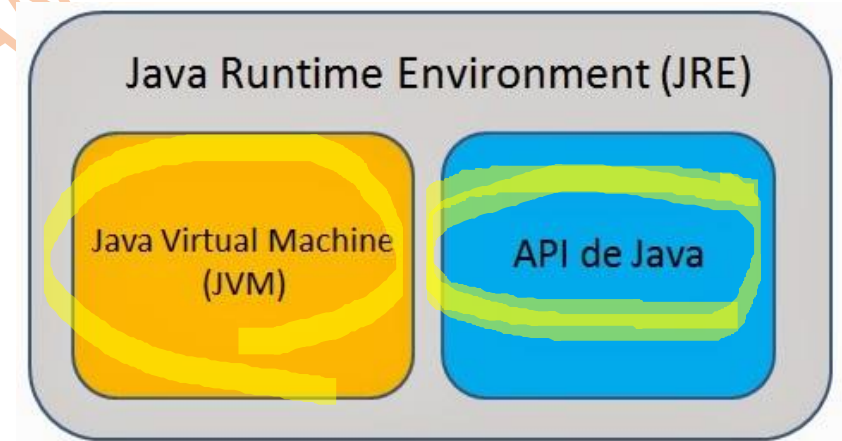 Java Runtime Environment (JRE)
Java Virtual Machine
(JVM)
API de Java